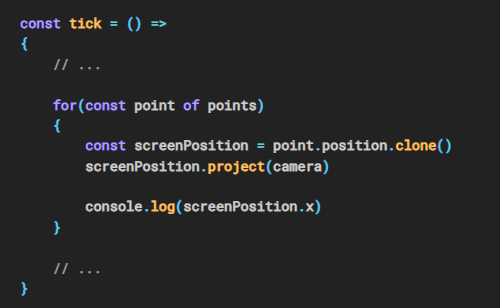 const tick = () =>
{
    // ...

    for(const point of points)
    {
        const screenPosition = point.position.clone()
        screenPosition.project(camera)

        console.log(screenPosition.x)
    }

    // ...
}